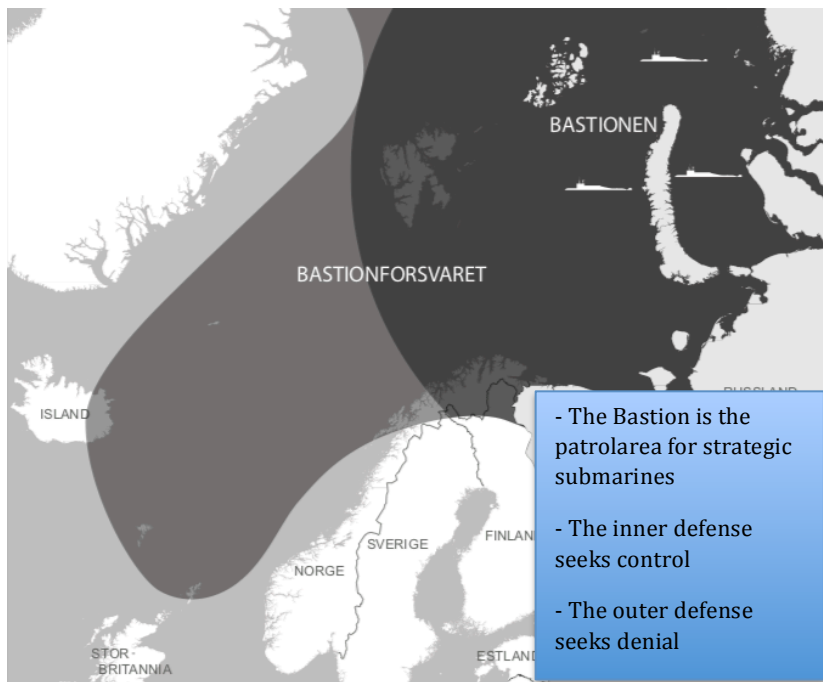 BASTIONEN
BASTIONFORSVARET
ISLAND
RUSSLAND
- The Bastion is the
patrolarea for strategic
submarines
- The inner defense
seeks control
- The outer defense
seeks denial
SVERIGE
FINLAN
NORGE
STOR-
BRITANNIA
ESTLAND